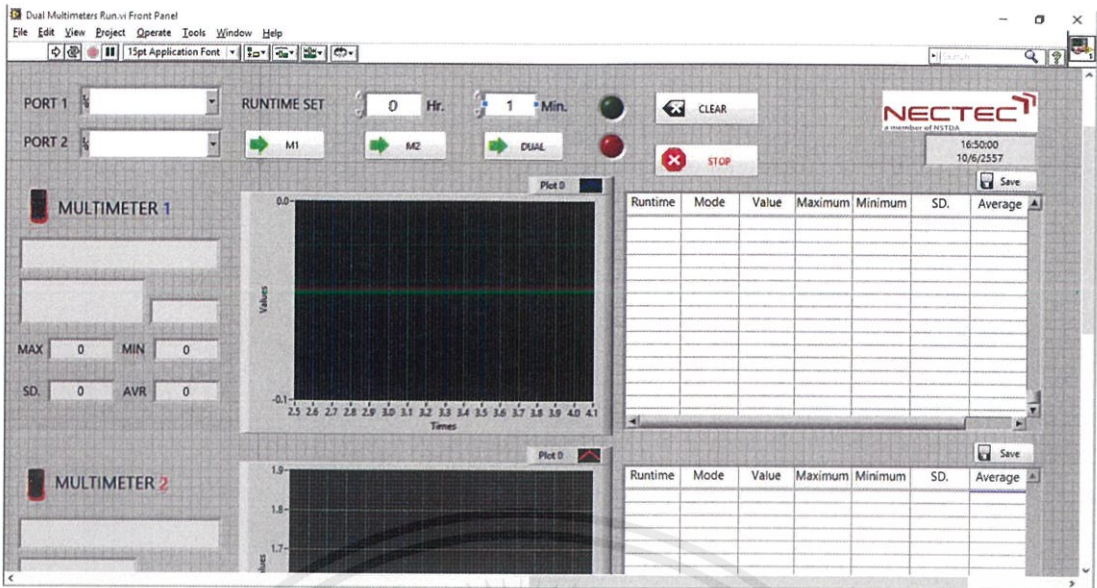 Dual Multimeters Run.vi Front Panel
File Edit View Project Operate Tools Window Help
15pt Application Font
Search
PORT 1
RUNTIME SET 0 Hr. 1 Min.
CLEAR
NECTEC
a member of NSTDA
PORT 2
M1
M2
DUAL
STOP
16:50:00
10/6/2557
Save
Plot 0
MULTIMETER 1
0.0
Values
-0.1
2.5 2.6 2.7 2.8 2.9 3.0 3.1 3.2 3.3 3.4 3.5 3.6 3.7 3.8 3.9 4.0 4.1
Times
Runtime Mode Value Maximum Minimum SD. Average
MAX 0 MIN 0
SD. 0 AVR 0
Save
Plot 0
MULTIMETER 2
1.9
1.8
1.7
Values
Runtime Mode Value Maximum Minimum SD. Average